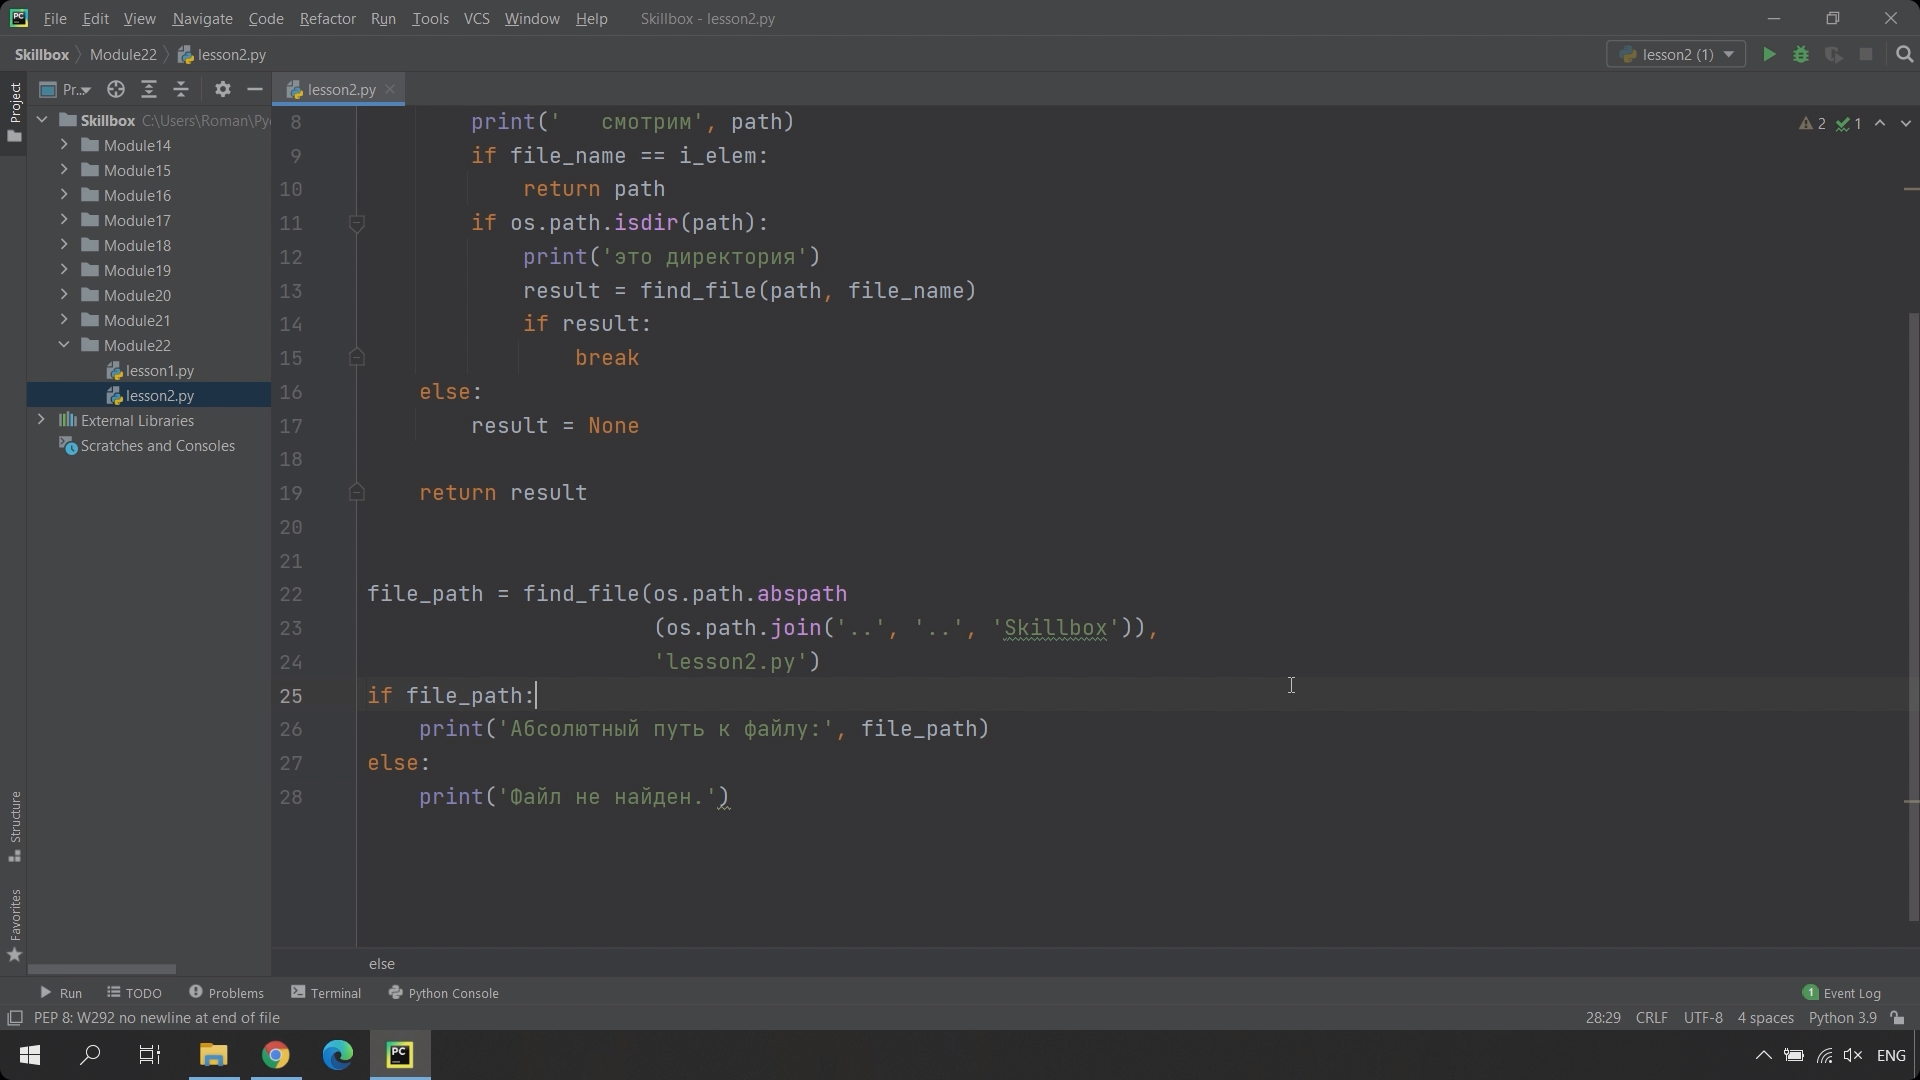 File Edit View Navigate Code Refactor Run Tools VCS Window Help Skillbox - lesson2.py
Skillbox Module22 lesson2.py lesson2 (1)
Project
Pr...
lesson2.py
Skillbox C:\Users\Roman\Py
Module14
Module15
Module16
Module17
Module18
Module19
Module20
Module21
Module22
lesson1.py
lesson2.py
External Libraries
Scratches and Consoles
2 1
8 print('   смотрим', path)
9 if file_name == i_elem:
10 return path
11 if os.path.isdir(path):
12 print('это директория')
13 result = find_file(path, file_name)
14 if result:
15 break
16 else:
17 result = None
18
19 return result
20
21
22 file_path = find_file(os.path.abspath
23 (os.path.join('..', '..', 'Skillbox')),
24 'lesson2.py')
25 if file_path:
26 print('Абсолютный путь к файлу:', file_path)
27 else:
28 print('Файл не найден.')
Structure
Favorites
else
Run TODO Problems Terminal Python Console 1 Event Log
PEP 8: W292 no newline at end of file 28:29 CRLF UTF-8 4 spaces Python 3.9
PC ENG